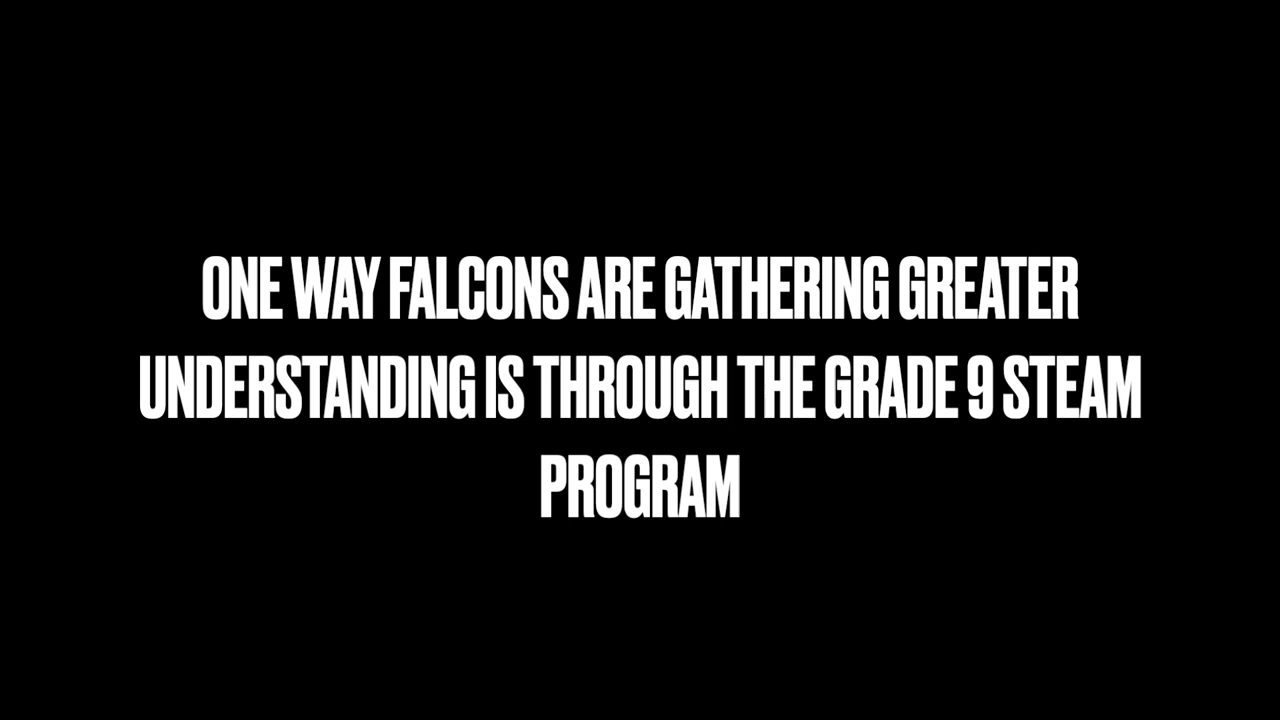 ONE WAY FALCONS ARE GATHERING GREATER
UNDERSTANDING IS THROUGH THE GRADE 9 STEAM
PROGRAM